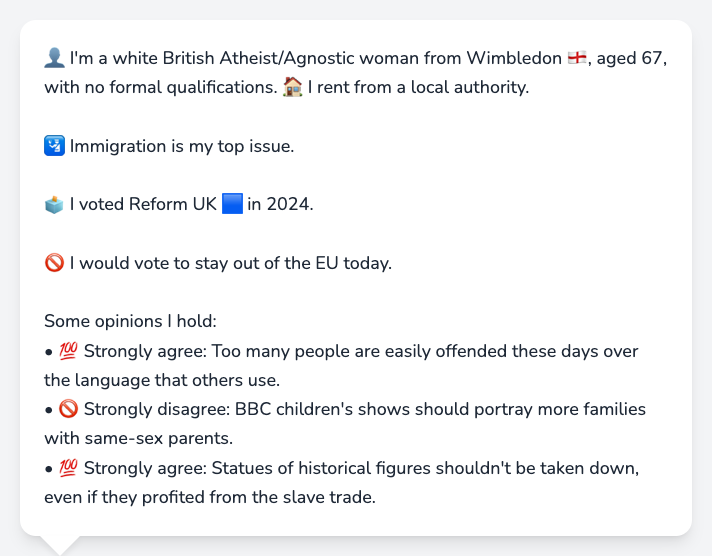 👤 I'm a white British Atheist/Agnostic woman from Wimbledon 🏴󠁧󠁢󠁥󠁮󠁧󠁿, aged 67,
with no formal qualifications. 🏠 I rent from a local authority.
🛂 Immigration is my top issue.
🗳️ I voted Reform UK 🟦 in 2024.
🚫 I would vote to stay out of the EU today.
Some opinions I hold:
• 💯 Strongly agree: Too many people are easily offended these days over
the language that others use.
• 🚫 Strongly disagree: BBC children's shows should portray more families
with same-sex parents.
• 💯 Strongly agree: Statues of historical figures shouldn't be taken down,
even if they profited from the slave trade.